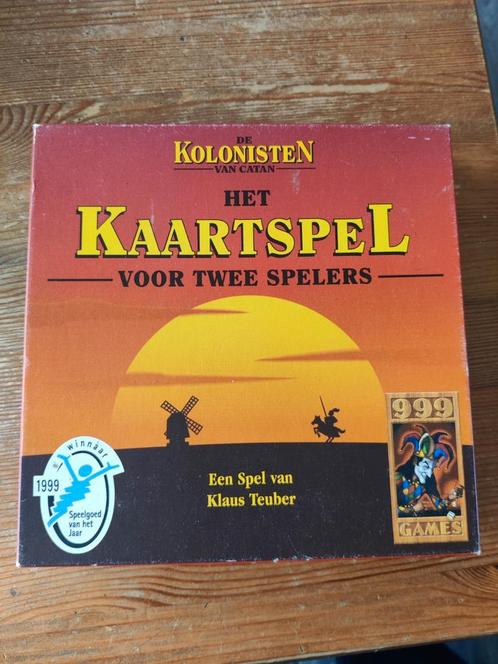 DE
KOLONISTEN
VAN CATAN
HET
KAARTSPEL
VOOR TWEE SPELERS
Een Spel van
Klaus Teuber
winnaar
1999
Speelgoed
van het
Jaar
999
GAMES